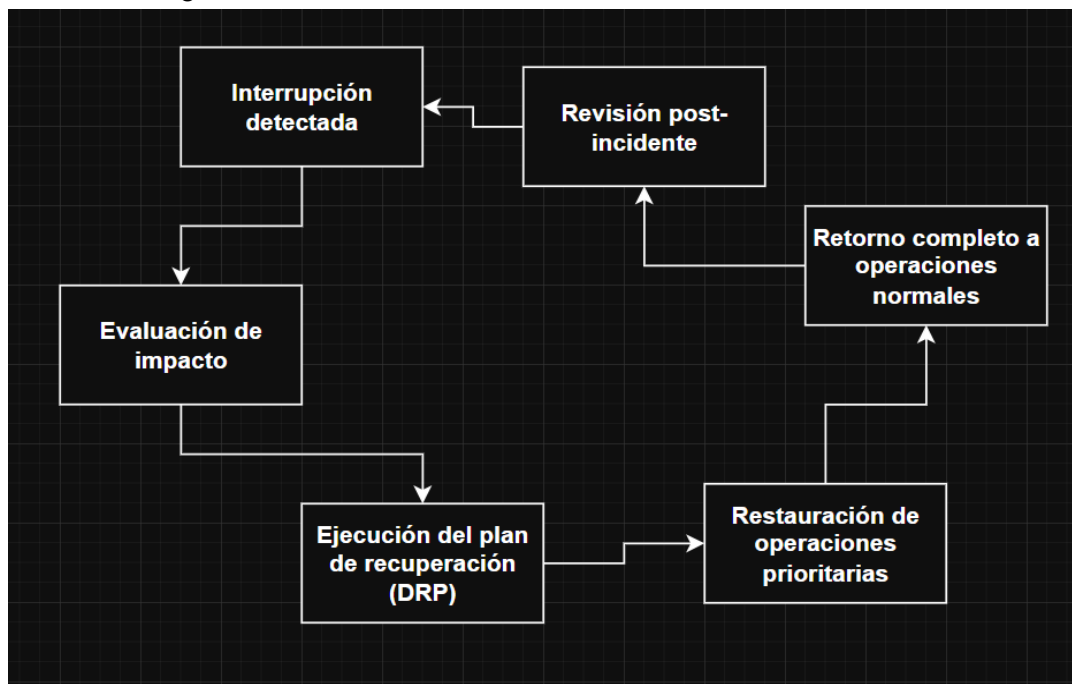 Interrupción
detectada
Revisión post-
incidente
Retorno completo a
operaciones
normales
Evaluación de
impacto
Ejecución del plan
de recuperación
(DRP)
Restauración de
operaciones
prioritarias